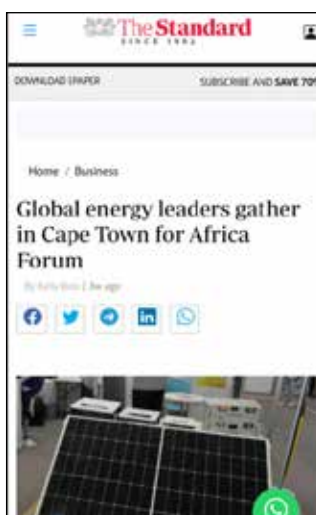 The Standard
SINCE 1902
DOWNLOAD EPAPER SUBSCRIBE AND SAVE 70%
Home / Business
Global energy leaders gather
in Cape Town for Africa
Forum